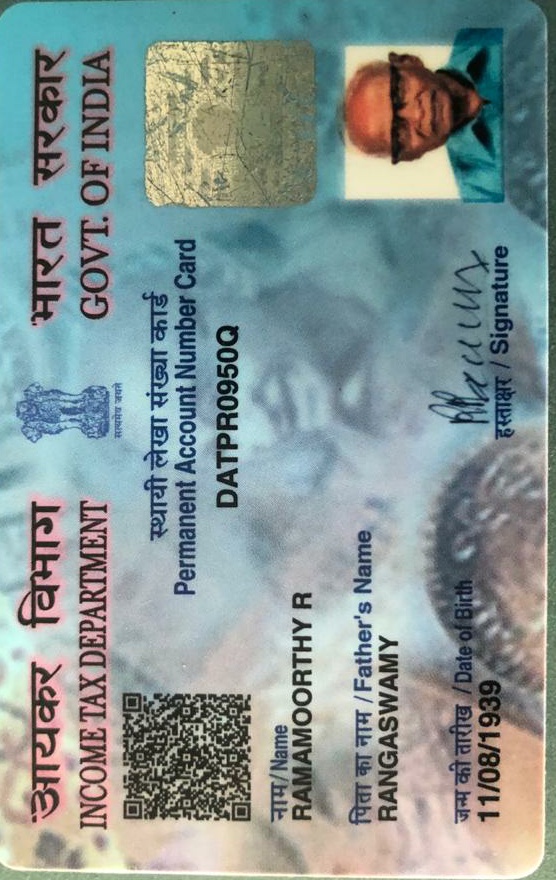 आयकर विभाग
INCOME TAX DEPARTMENT
सत्यमेव जयते
भारत सरकार
GOVT. OF INDIA
स्थायी लेखा संख्या कार्ड
Permanent Account Number Card
DATPR0950Q
नाम/Name
RAMAMOORTHY R
पिता का नाम / Father's Name
RANGASWAMY
जन्म की तारीख / Date of Birth
11/08/1939
हस्ताक्षर / Signature